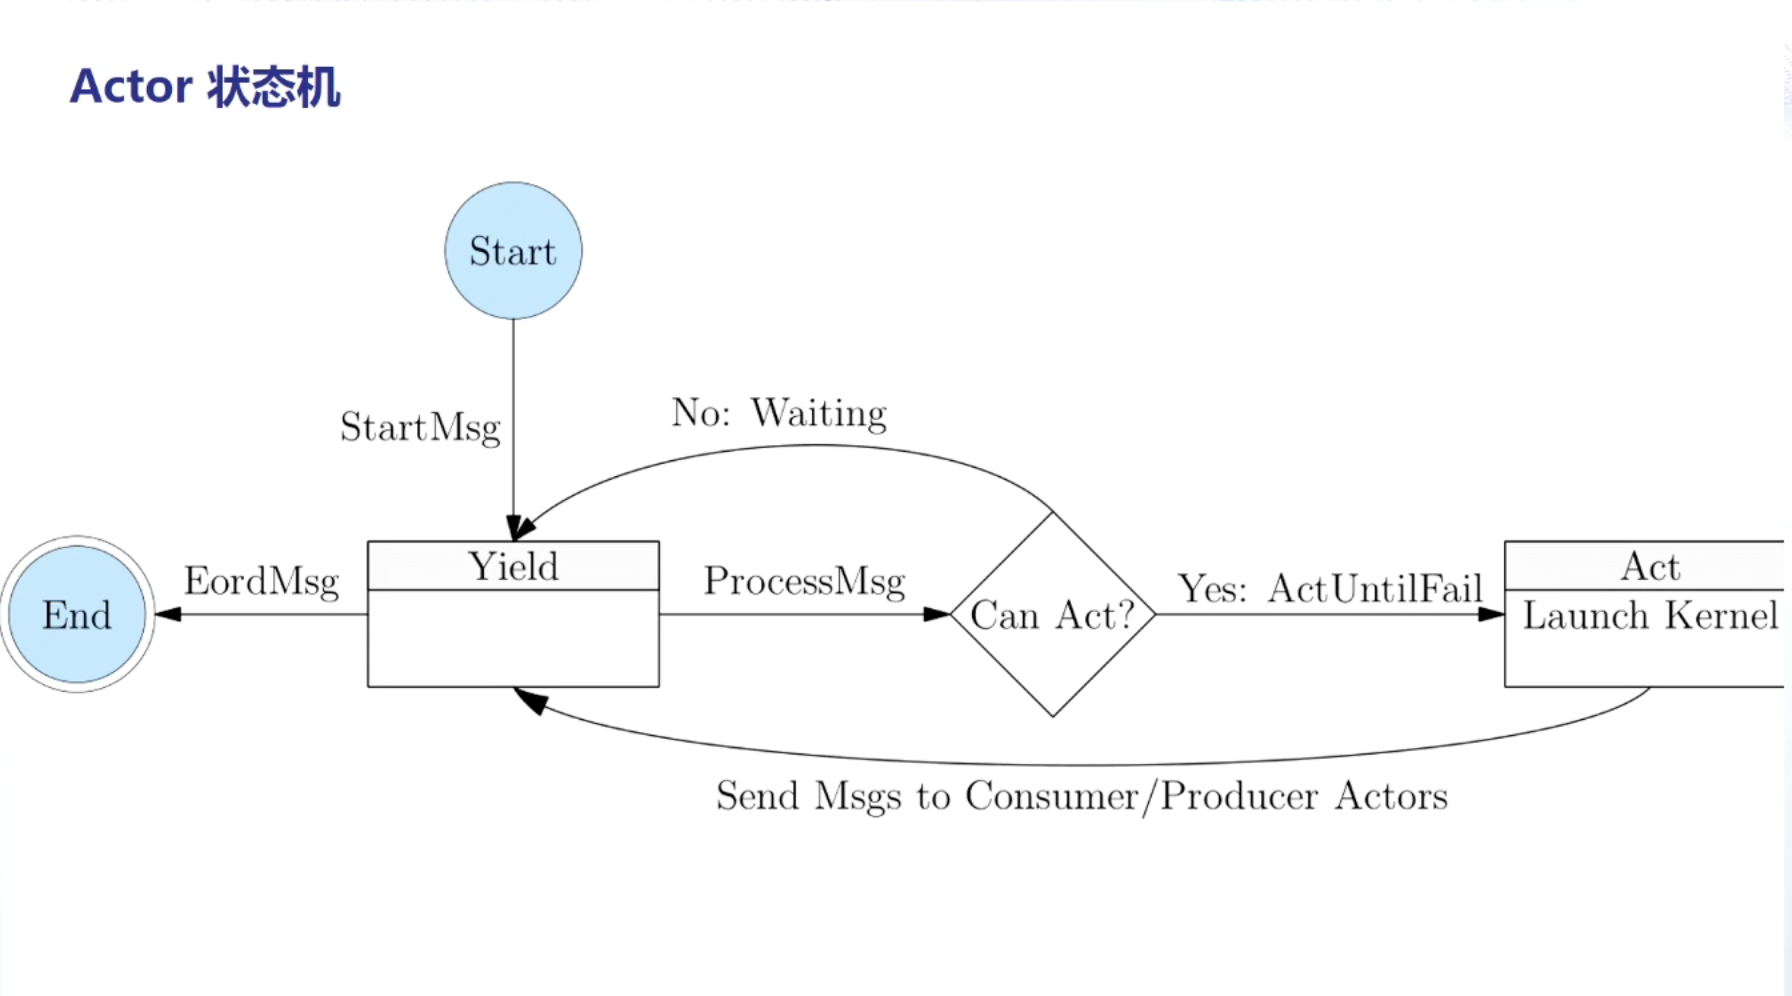 Actor 状态机
Start
StartMsg
No: Waiting
End
EordMsg
Yield
ProcessMsg
Can Act?
Yes: ActUntilFail
Act
Launch Kernel
Send Msgs to Consumer/Producer Actors